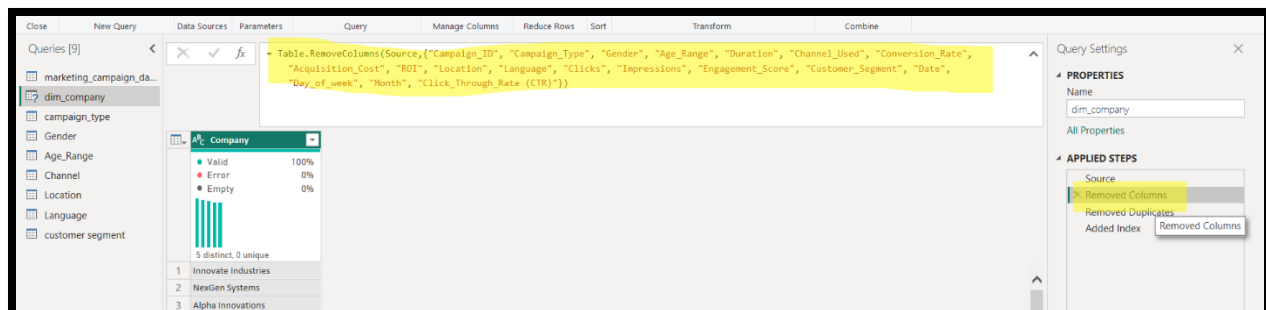 Close New Query Data Sources Parameters Query Manage Columns Reduce Rows Sort Transform Combine
Queries [9]
marketing_campaign_da...
dim_company
campaign_type
Gender
Age_Range
Channel
Location
Language
customer segment
fx
= Table.RemoveColumns(Source,{"Campaign_ID", "Campaign_Type", "Gender", "Age_Range", "Duration", "Channel_Used", "Conversion_Rate",
"Acquisition_Cost", "ROI", "Location", "Language", "Clicks", "Impressions", "Engagement_Score", "Customer_Segment", "Date",
"Day_of_week", "Month", "Click_Through_Rate (CTR)"})
ABC Company
Valid 100%
Error 0%
Empty 0%
5 distinct, 0 unique
1 Innovate Industries
2 NexGen Systems
3 Alpha Innovations
Query Settings
PROPERTIES
Name
dim_company
All Properties
APPLIED STEPS
Source
Removed Columns
Removed Duplicates
Added Index
Removed Columns